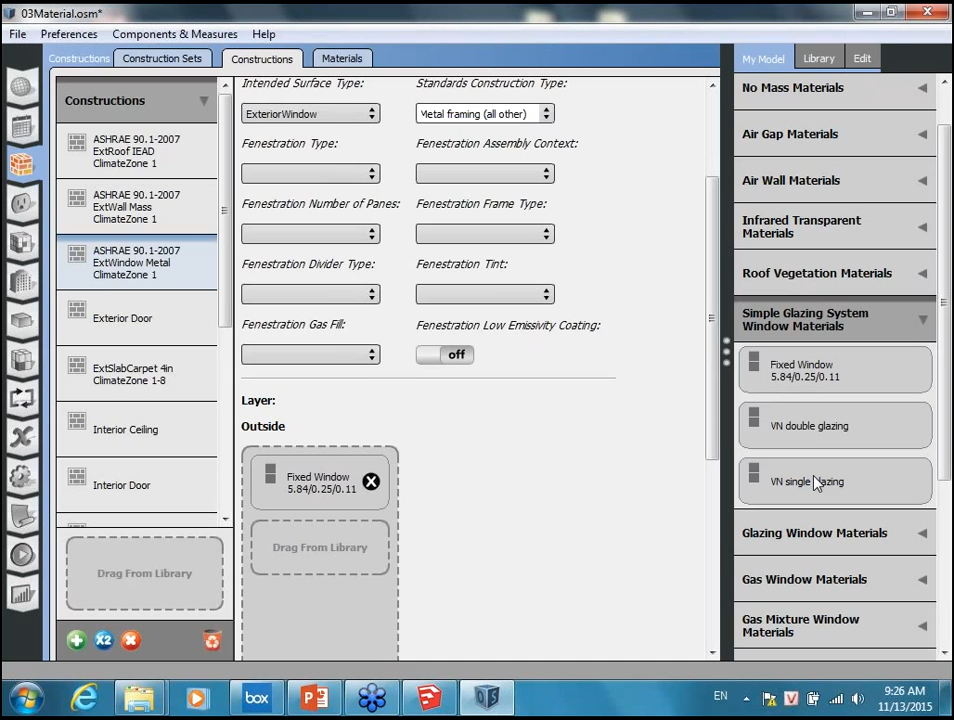 03Material.osm*
File Preferences Components & Measures Help
Constructions Construction Sets Constructions Materials
My Model Library Edit
Constructions
ASHRAE 90.1-2007
ExtRoof IEAD
ClimateZone 1
ASHRAE 90.1-2007
ExtWall Mass
ClimateZone 1
ASHRAE 90.1-2007
ExtWindow Metal
ClimateZone 1
Exterior Door
ExtSlabCarpet 4in
ClimateZone 1-8
Interior Ceiling
Interior Door
Drag From Library
X2
Intended Surface Type: Standards Construction Type:
ExteriorWindow Metal framing (all other)
Fenestration Type: Fenestration Assembly Context:
Fenestration Number of Panes: Fenestration Frame Type:
Fenestration Divider Type: Fenestration Tint:
Fenestration Gas Fill: Fenestration Low Emissivity Coating:
off
Layer:
Outside
Fixed Window
5.84/0.25/0.11
Drag From Library
No Mass Materials
Air Gap Materials
Air Wall Materials
Infrared Transparent
Materials
Roof Vegetation Materials
Simple Glazing System
Window Materials
Fixed Window
5.84/0.25/0.11
VN double glazing
VN single glazing
Glazing Window Materials
Gas Window Materials
Gas Mixture Window
Materials
box
EN
9:26 AM
11/13/2015